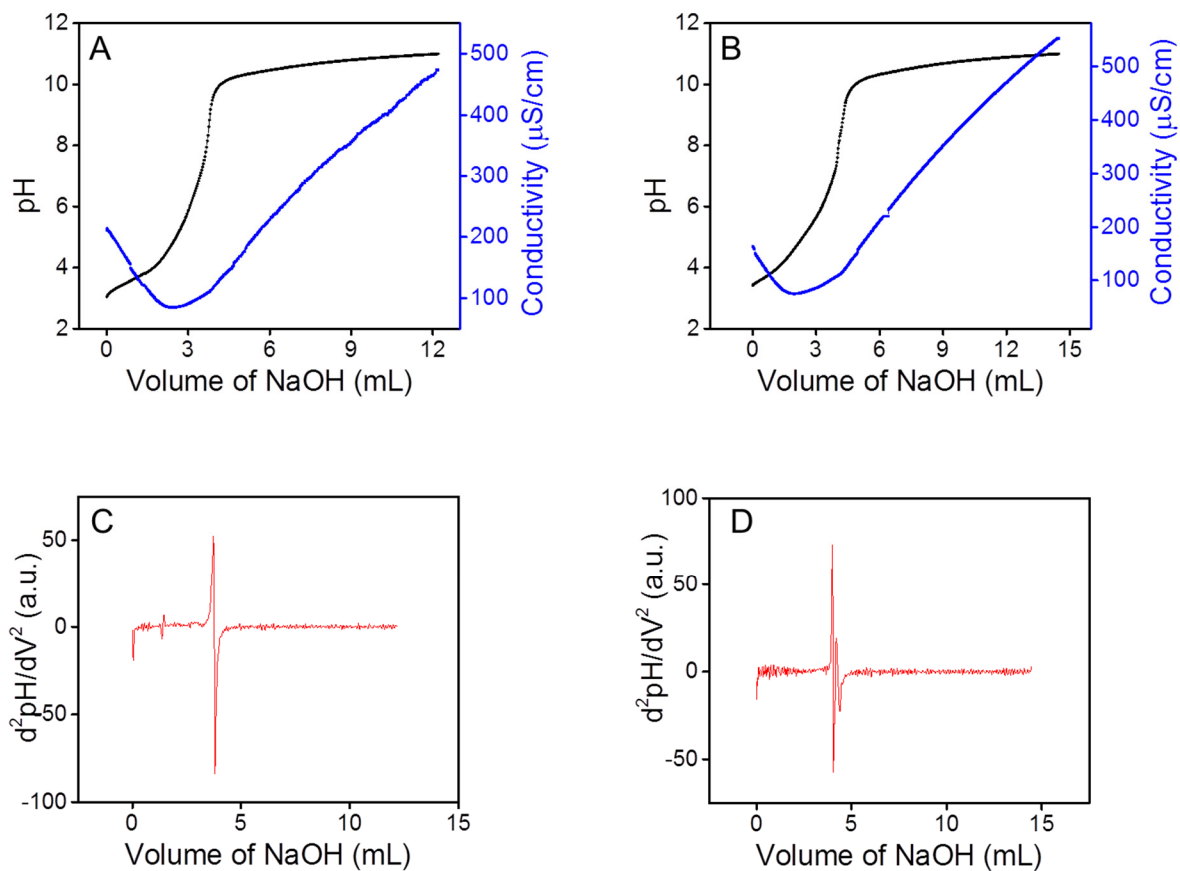 A
12
10
8
6
4
2
pH
500
400
300
200
100
Conductivity (μS/cm)
0 3 6 9 12
Volume of NaOH (mL)
B
12
10
8
6
4
2
pH
500
400
300
200
100
Conductivity (μS/cm)
0 3 6 9 12 15
Volume of NaOH (mL)
C
50
0
-50
-100
d²pH/dV² (a.u.)
0 5 10 15
Volume of NaOH (mL)
D
100
50
0
-50
d²pH/dV² (a.u.)
0 5 10 15
Volume of NaOH (mL)